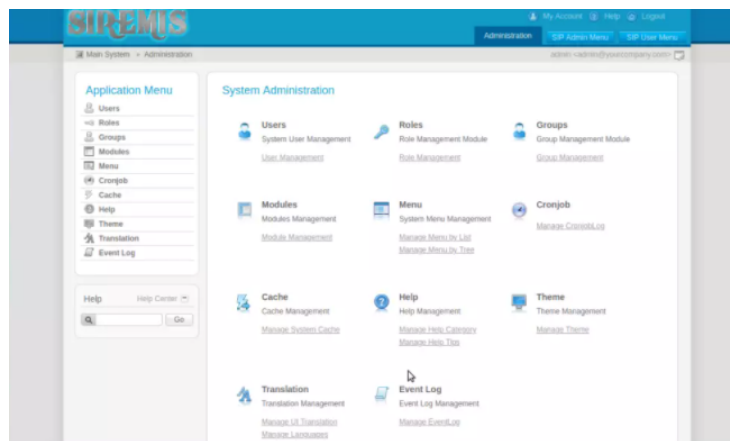 SIREMIS
My Account Help Logout
Administration SIP Admin Menu SIP User Menu
Main System » Administration
admin <admin@yourcompany.com>
Application Menu
Users
Roles
Groups
Modules
Menu
Cronjob
Cache
Help
Theme
Translation
Event Log
Help Help Center
Go
System Administration
Users
System User Management
User Management
Roles
Role Management Module
Role Management
Groups
Group Management Module
Group Management
Modules
Modules Management
Module Management
Menu
System Menu Management
Manage Menu by List
Manage Menu by Tree
Cronjob
Manage CronjobLog
Cache
Cache Management
Manage System Cache
Help
Help Management
Manage Help Category
Manage Help Tips
Theme
Theme Management
Manage Theme
Translation
Translation Management
Manage UI Translation
Manage Languages
Event Log
Event Log Management
Manage EventLog